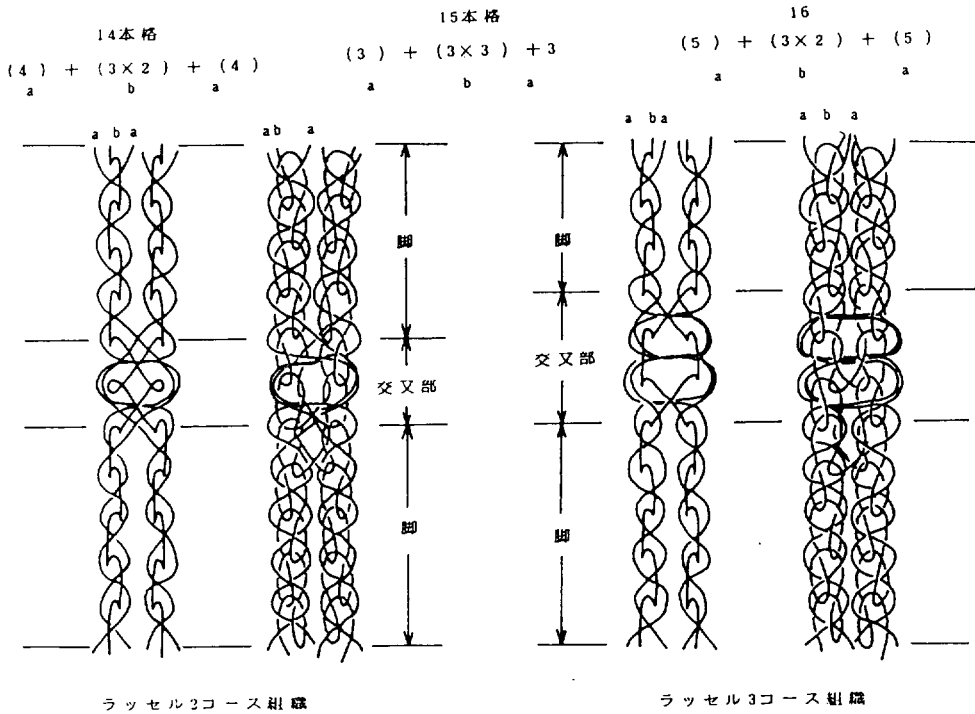 14本格
(4) + (3×2) + (4)
a b a
15本格
(3) + (3×3) +3
a b a
16
(5) + (3×2) + (5)
a b a
a b a
a b a
a b a
a b a
脚
交叉部
脚
脚
交叉部
脚
ラッセル2コース組織
ラッセル3コース組織